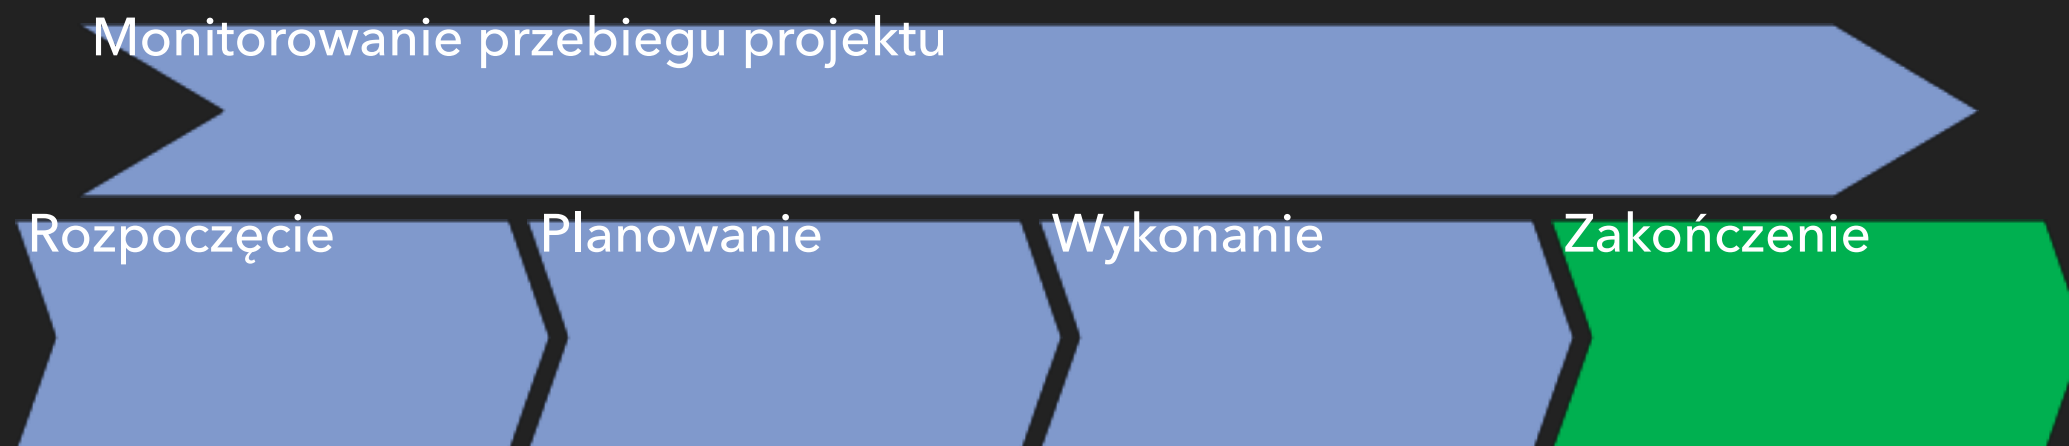 Monitorowanie przebiegu projektu
Rozpoczęcie
Planowanie
Wykonanie
Zakończenie